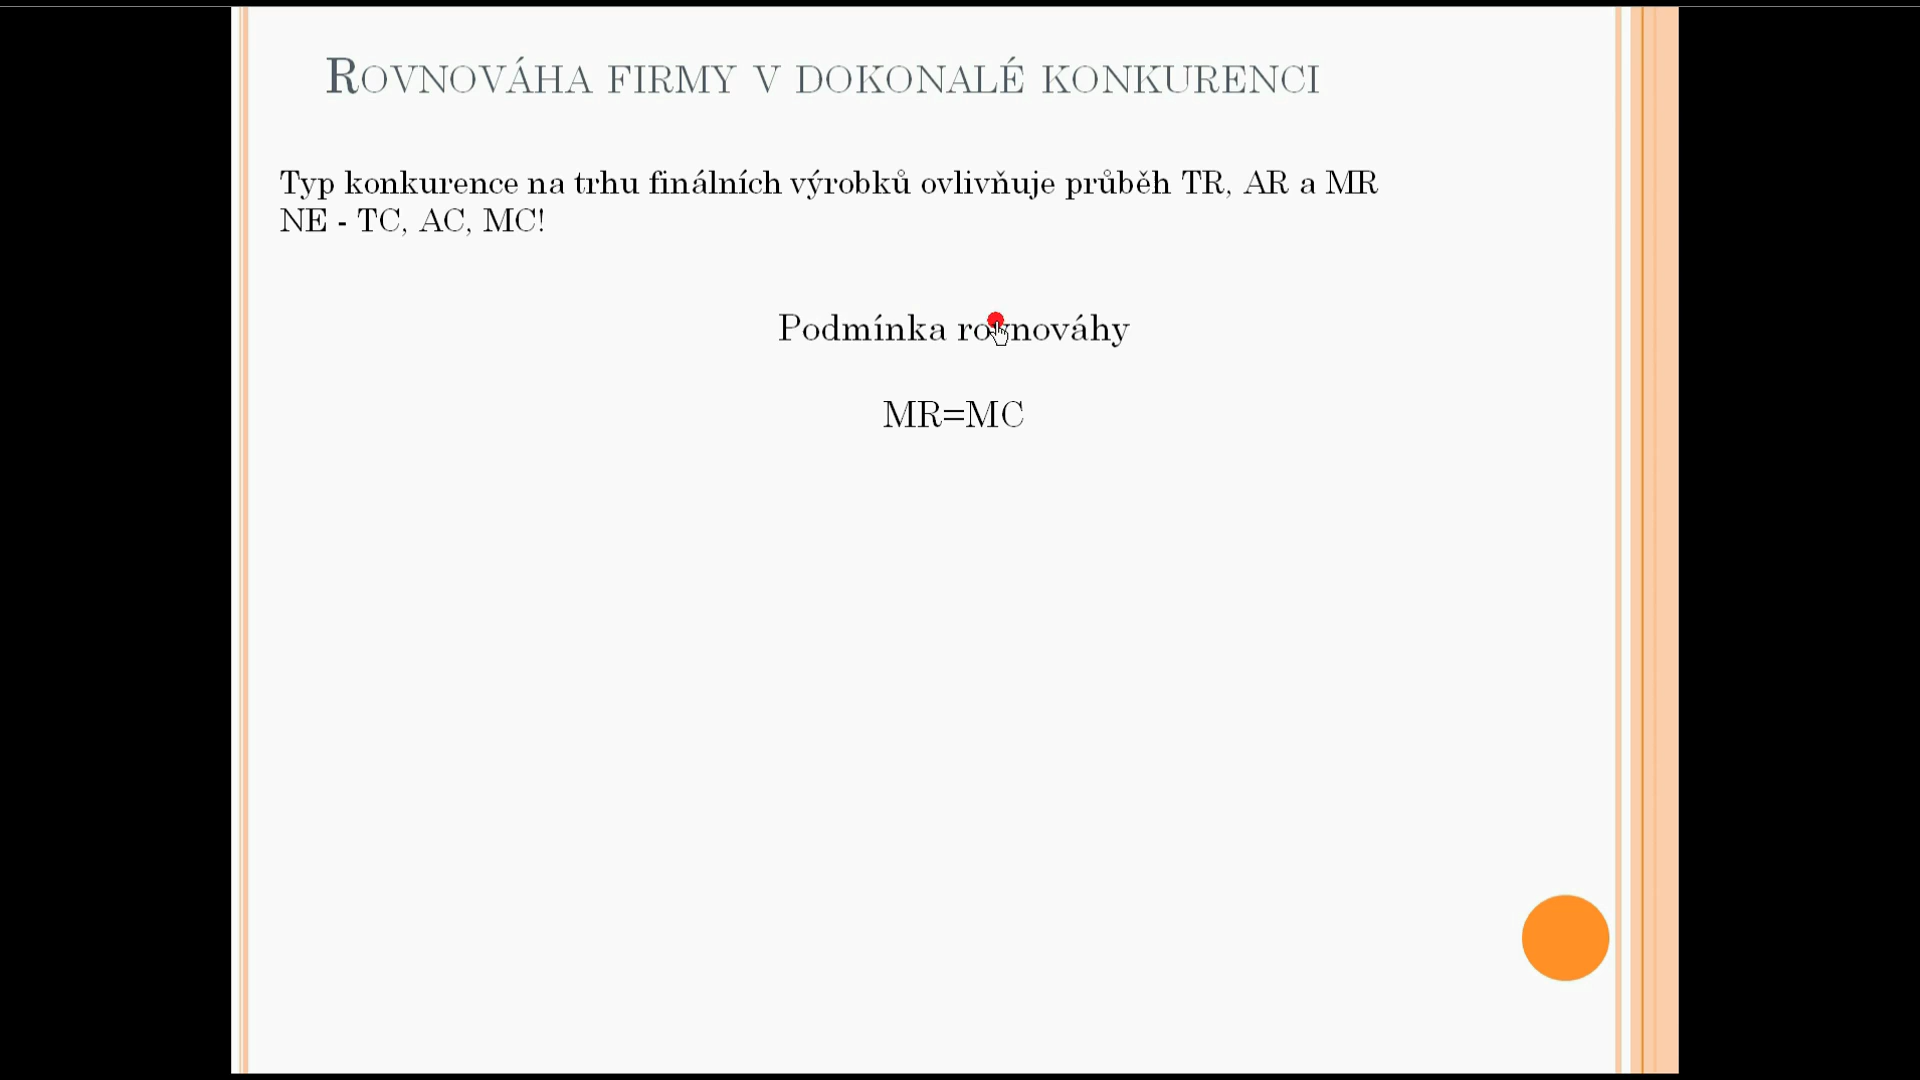 Rovnováha firmy v dokonalé konkurenci
Typ konkurence na trhu finálních výrobků ovlivňuje průběh TR, AR a MR
NE - TC, AC, MC!
Podmínka rovnováhy
MR=MC